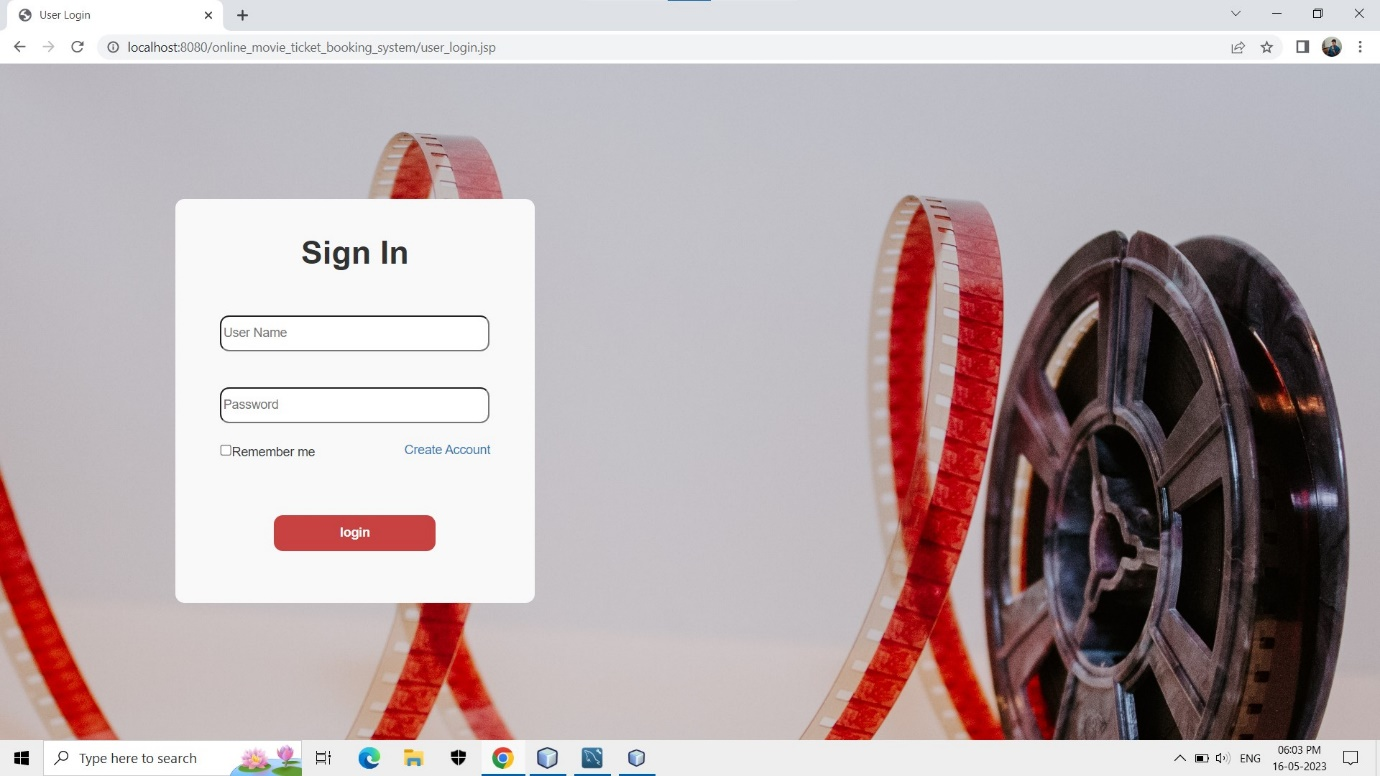 User Login
localhost:8080/online_movie_ticket_booking_system/user_login.jsp
Sign In
User Name
Password
Remember me
Create Account
login
Type here to search
ENG
06:03 PM
16-05-2023